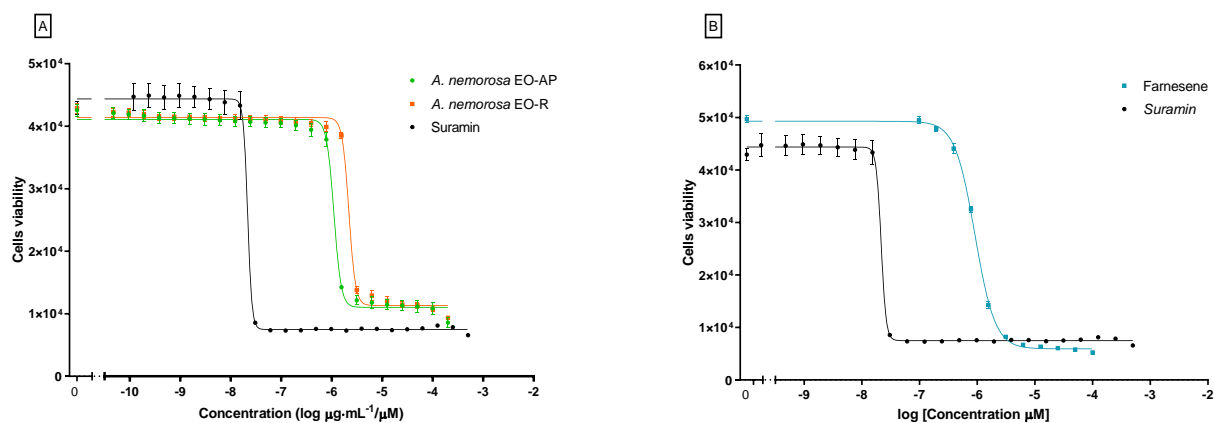 A
A. nemorosa EO-AP
A. nemorosa EO-R
Suramin
Cells viability
5×10⁴
4×10⁴
3×10⁴
2×10⁴
1×10⁴
0
0 -10 -9 -8 -7 -6 -5 -4 -3 -2
Concentration (log µg·mL⁻¹/µM)
B
Farnesene
Suramin
Cells viability
6×10⁴
5×10⁴
4×10⁴
3×10⁴
2×10⁴
1×10⁴
0
0 -9 -8 -7 -6 -5 -4 -3 -2
log [Concentration µM]